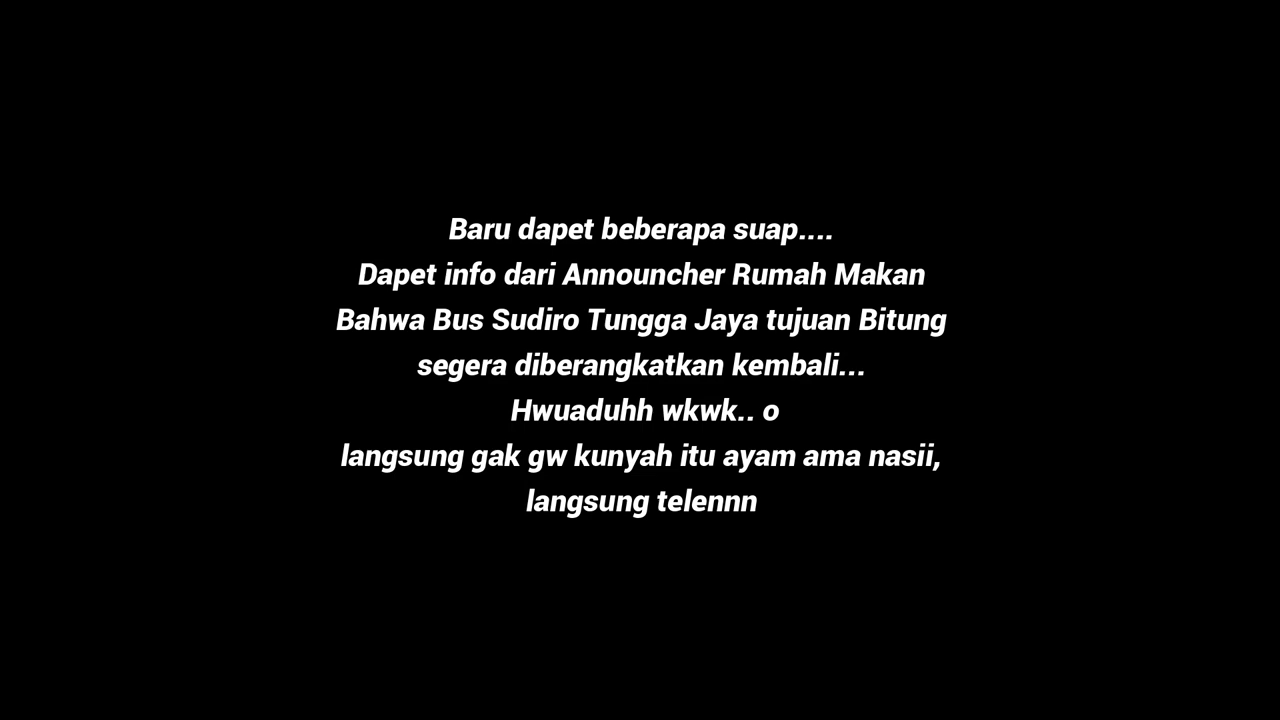 Baru dapet beberapa suap....
Dapet info dari Announcher Rumah Makan
Bahwa Bus Sudiro Tungga Jaya tujuan Bitung
segera diberangkatkan kembali...
Hwuaduhh wkwk.. o
langsung gak gw kunyah itu ayam ama nasii,
langsung telennn